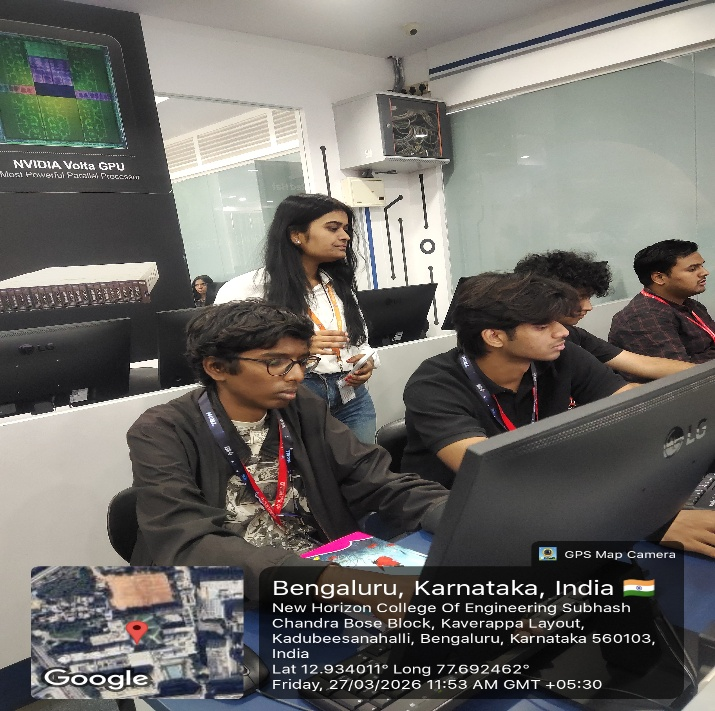 NVIDIA Volta GPU
Most Powerful Parallel Processor
LG
GPS Map Camera
Bengaluru, Karnataka, India
New Horizon College Of Engineering Subhash
Chandra Bose Block, Kaverappa Layout,
Kadubeesanahalli, Bengaluru, Karnataka 560103,
India
Lat 12.934011° Long 77.692462°
Friday, 27/03/2026 11:53 AM GMT +05:30
Google